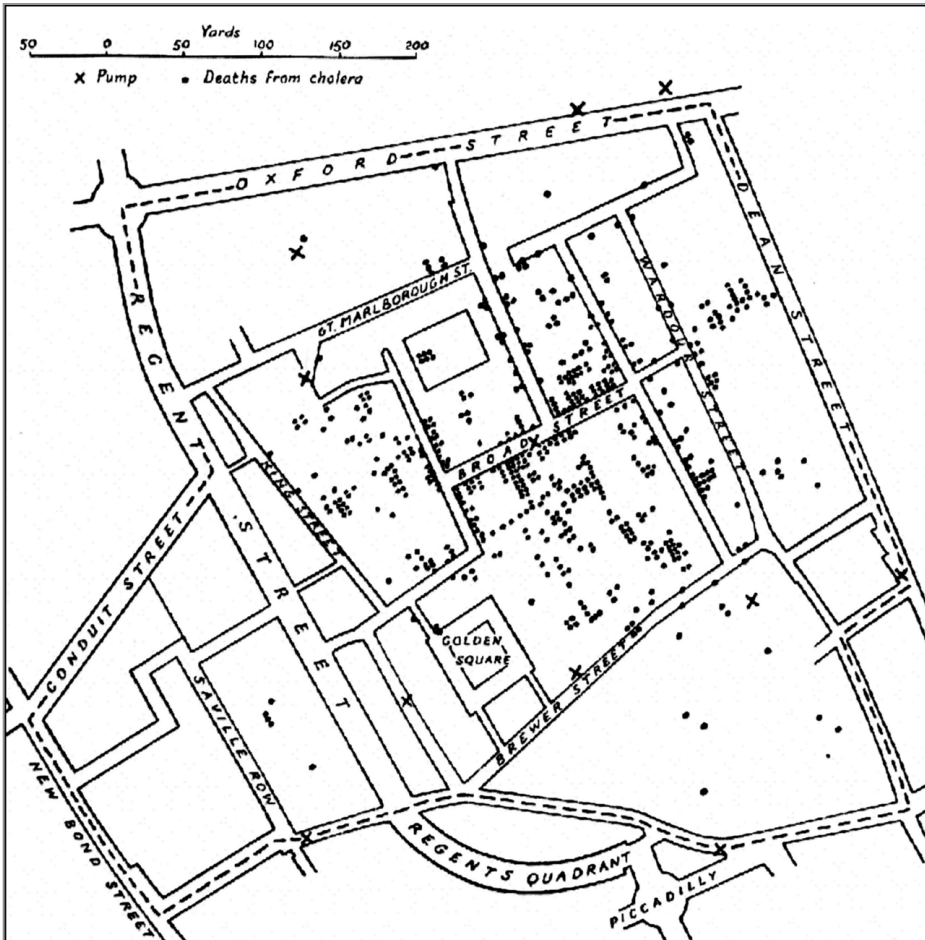 Yards
50 0 50 100 150 200
× Pump • Deaths from cholera
OXFORD STREET
REGENT STREET
DEAN STREET
WARDOUR STREET
GT. MARLBOROUGH ST.
BROAD STREET
KING STREET
CONDUIT STREET
GOLDEN
SQUARE
BREWER STREET
SAVILLE ROW
NEW BOND STREET
REGENTS QUADRANT
PICCADILLY